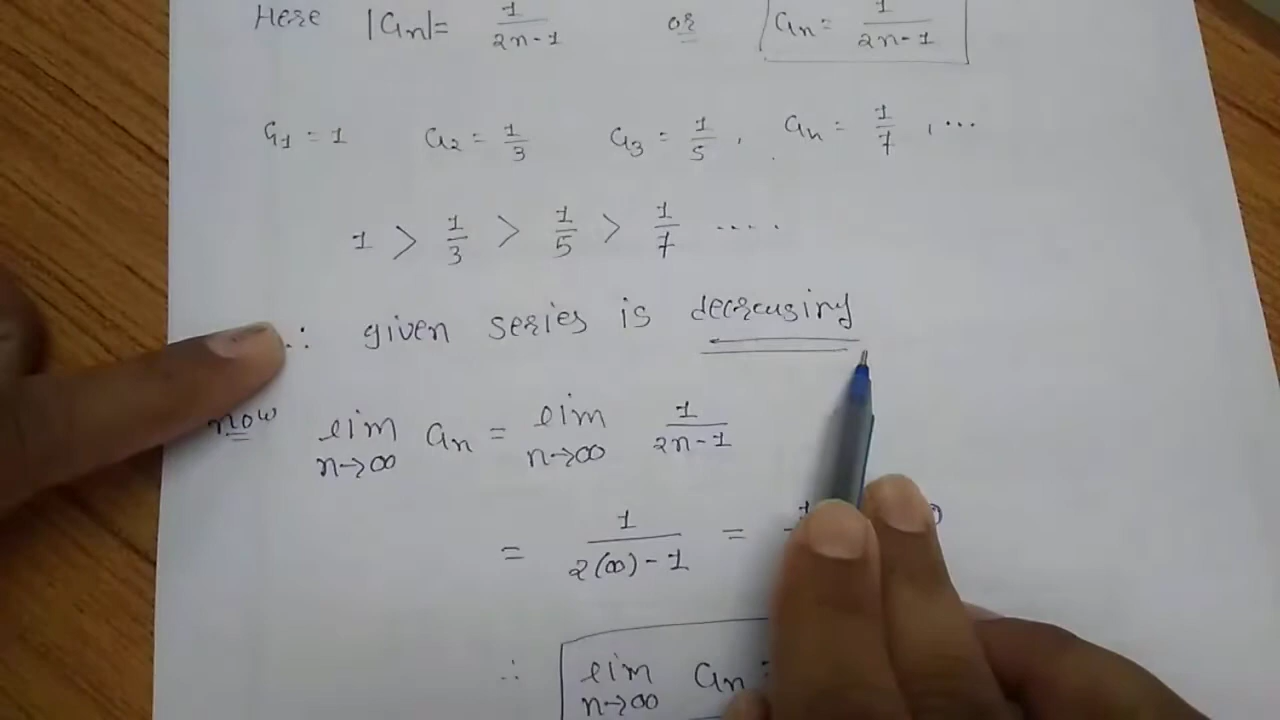 Here |an| = 1/2n-1 or an = 1/2n-1
a1 = 1 a2 = 1/3 a3 = 1/5, an = 1/7, ...
1 > 1/3 > 1/5 > 1/7 .....
∴ given series is decreasing
now lim n→∞ an = lim n→∞ 1/2n-1
= 1/2(∞)-1 =
∴ lim n→∞ an =